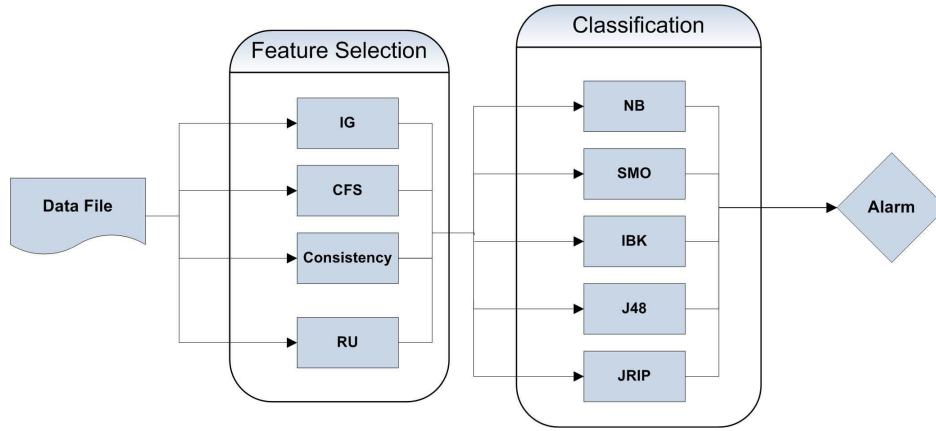 Data File
Feature Selection
IG
CFS
Consistency
RU
Classification
NB
SMO
IBK
J48
JRIP
Alarm